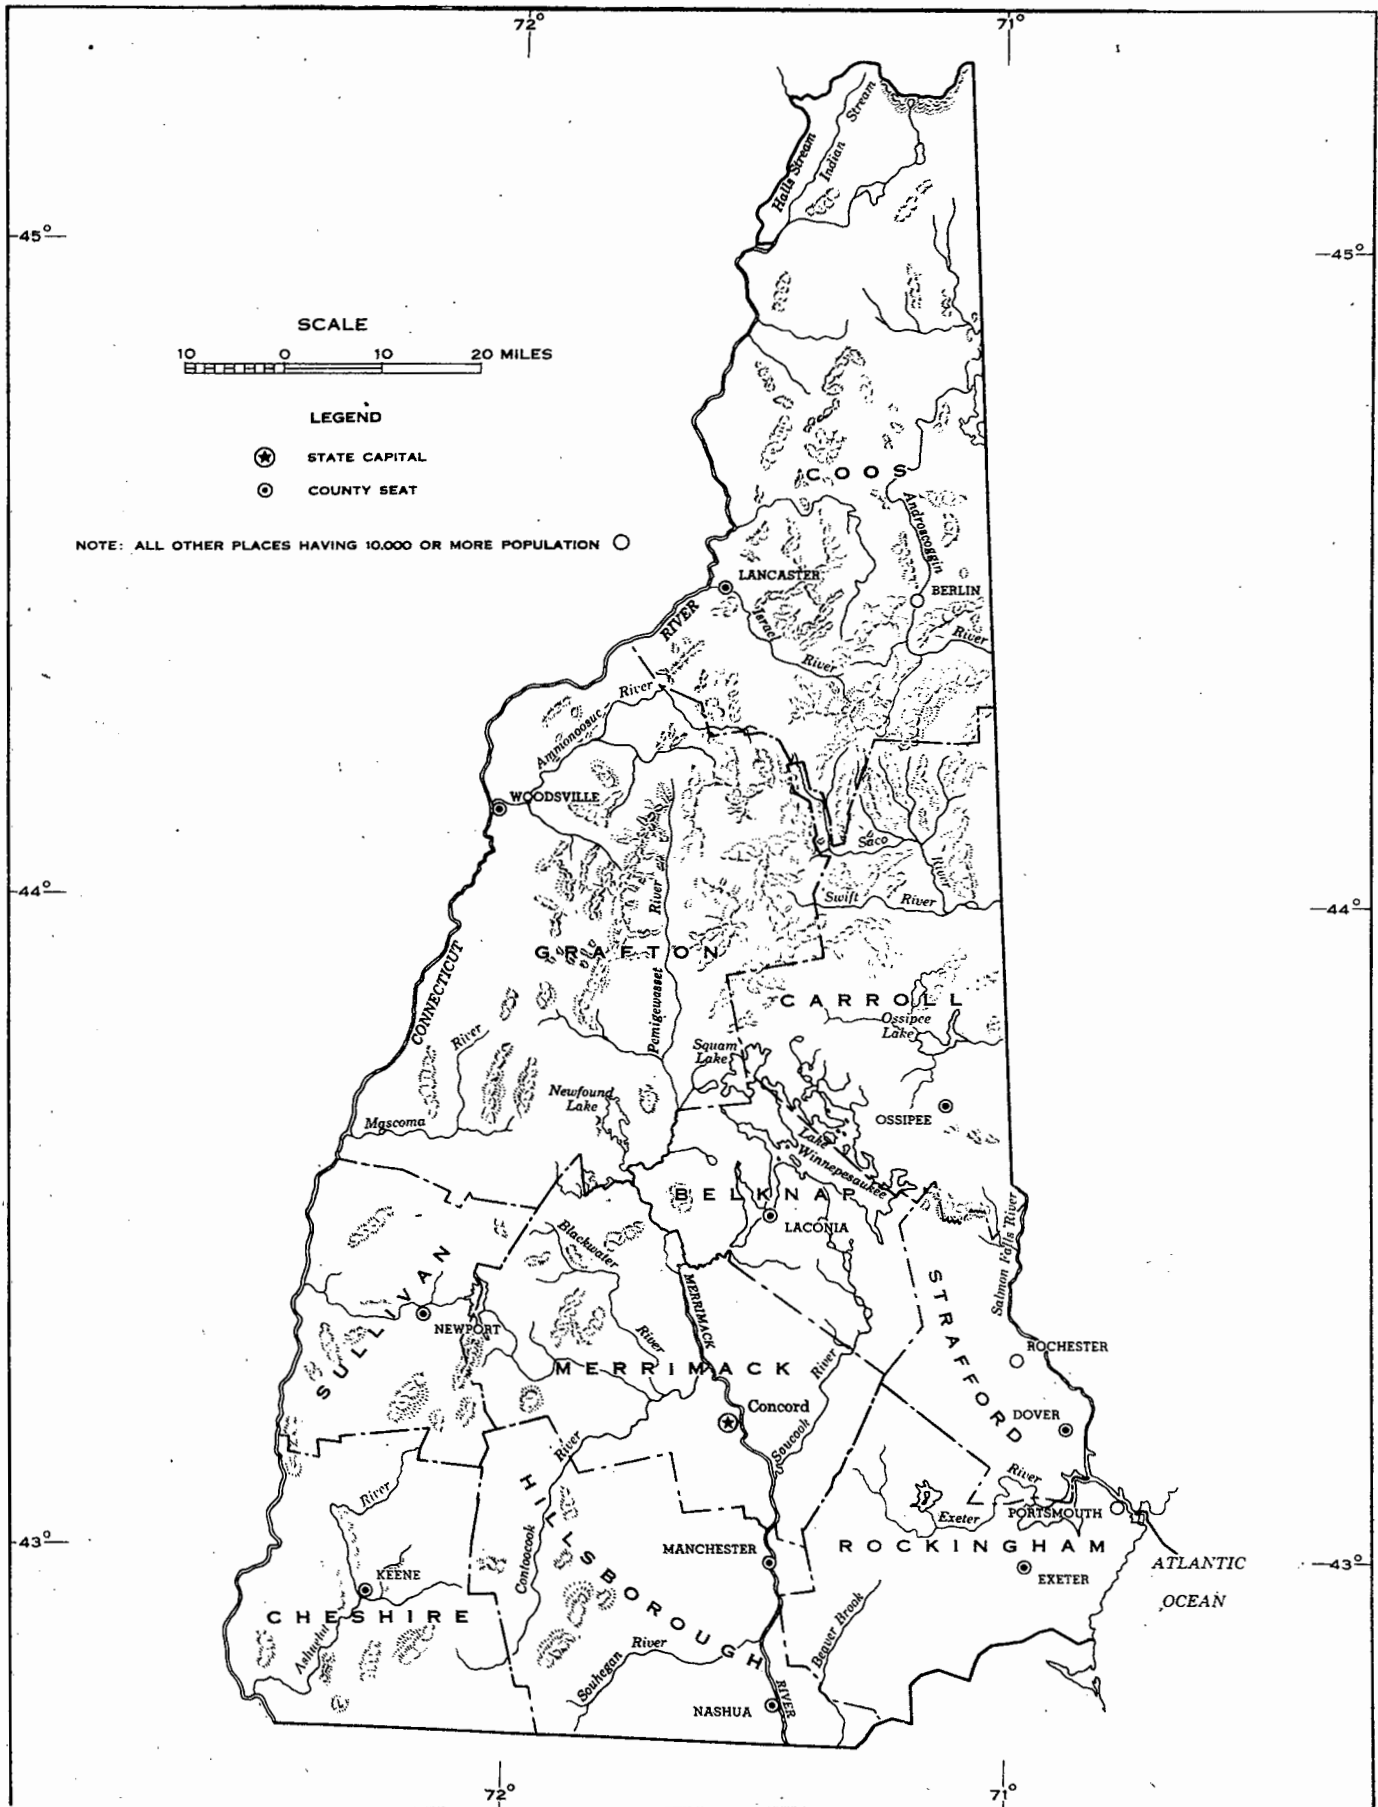 72°
71°
Halls Stream
Indian Stream
45°
45°
SCALE
10 0 10 20 MILES
LEGEND
STATE CAPITAL
COUNTY SEAT
NOTE: ALL OTHER PLACES HAVING 10,000 OR MORE POPULATION
COOS
Androscoggin
LANCASTER
BERLIN
RIVER
Israel
River
River
River
Ammonoosuc
WOODSVILLE
Saco
River
44°
44°
Swift River
River
GRAFTON
CONNECTICUT
Pemigewasset
CARROLL
Ossipee
Lake
River
Squam
Lake
Newfound
Lake
OSSIPEE
Mascoma
Lake
Winnepesaukee
BELKNAP
LACONIA
Salmon Falls River
Blackwater
SULLIVAN
MERRIMACK
STRAFFORD
NEWPORT
River
ROCHESTER
MERRIMACK
River
Concord
DOVER
Soucook
River
HILLSBOROUGH
River
River
Exeter
PORTSMOUTH
43°
43°
Contoocook
MANCHESTER
ROCKINGHAM
ATLANTIC
OCEAN
KEENE
EXETER
CHESHIRE
Beaver Brook
Ashuelot
River
Souhegan
NASHUA
RIVER
72°
71°